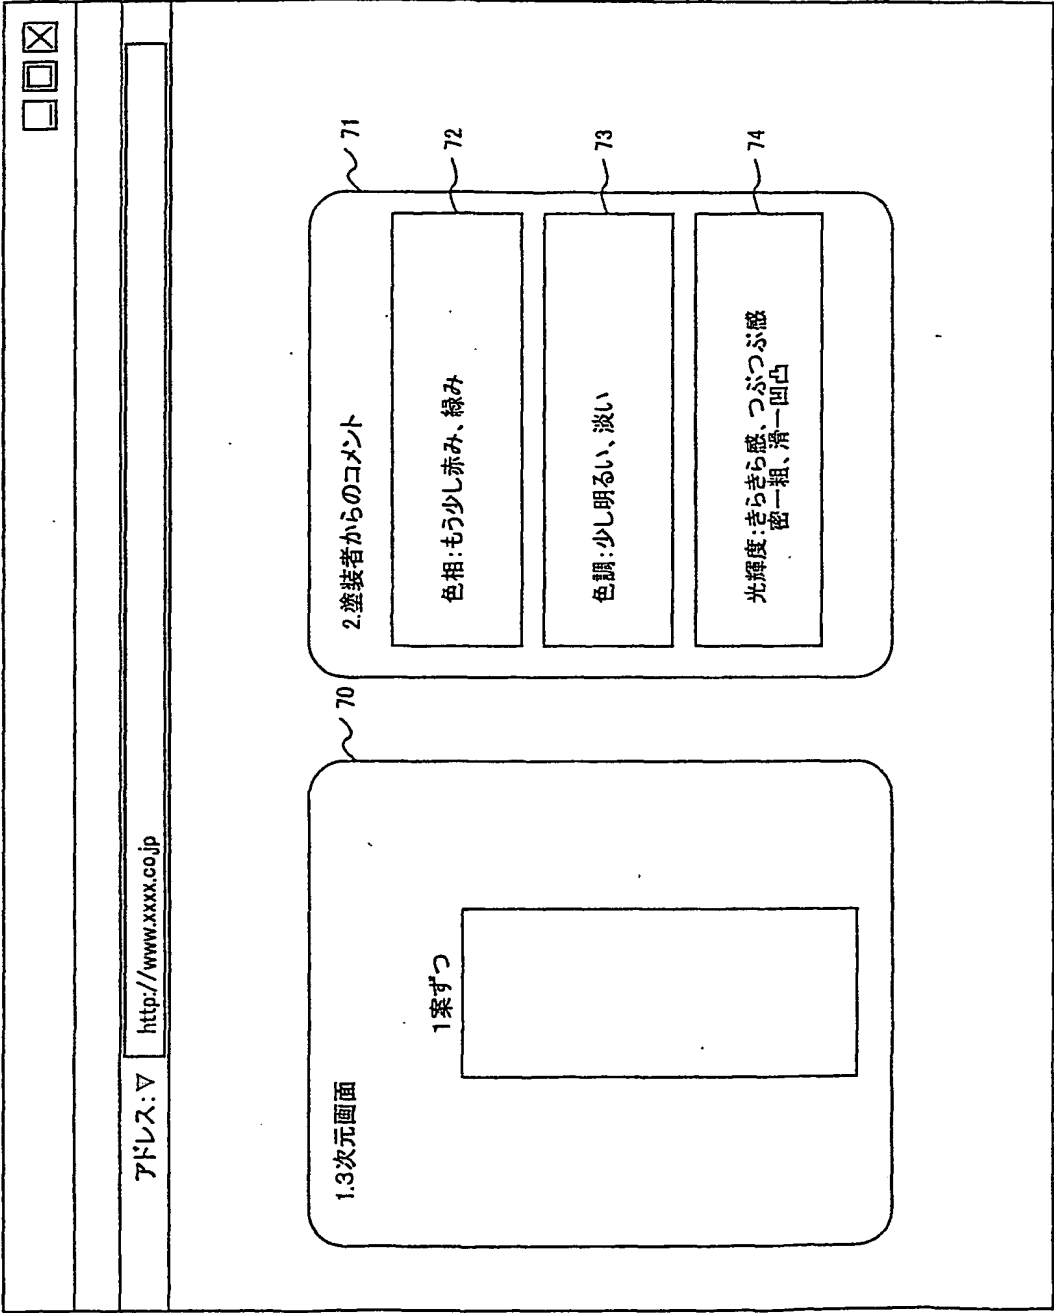 アドレス:▽ http://www.xxxx.co.jp
1.3次元画面
1案ずつ
70
2.塗装者からのコメント
71
色相:もう少し赤み、緑み
72
色調:少し明るい、淡い
73
光輝度:きらきら感、つぶつぶ感
密ー粗、滑ー凹凸
74